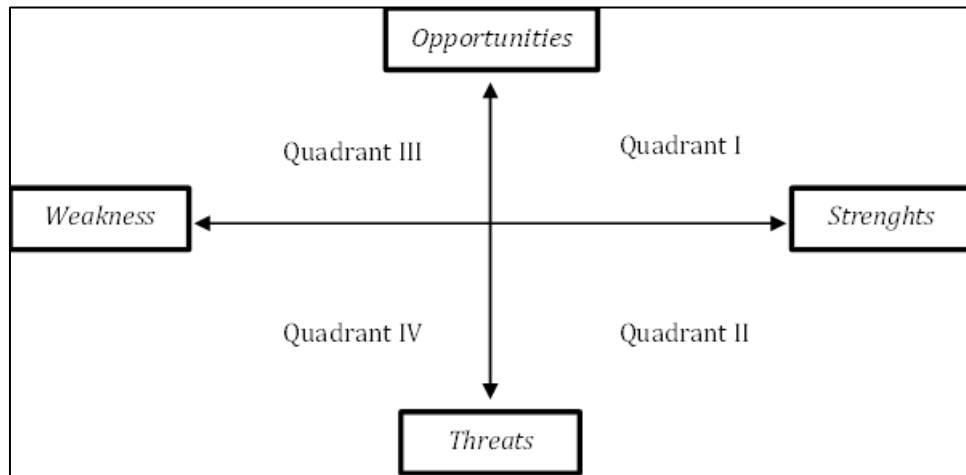 Opportunities
Quadrant III
Quadrant I
Weakness
Strenghts
Quadrant IV
Quadrant II
Threats